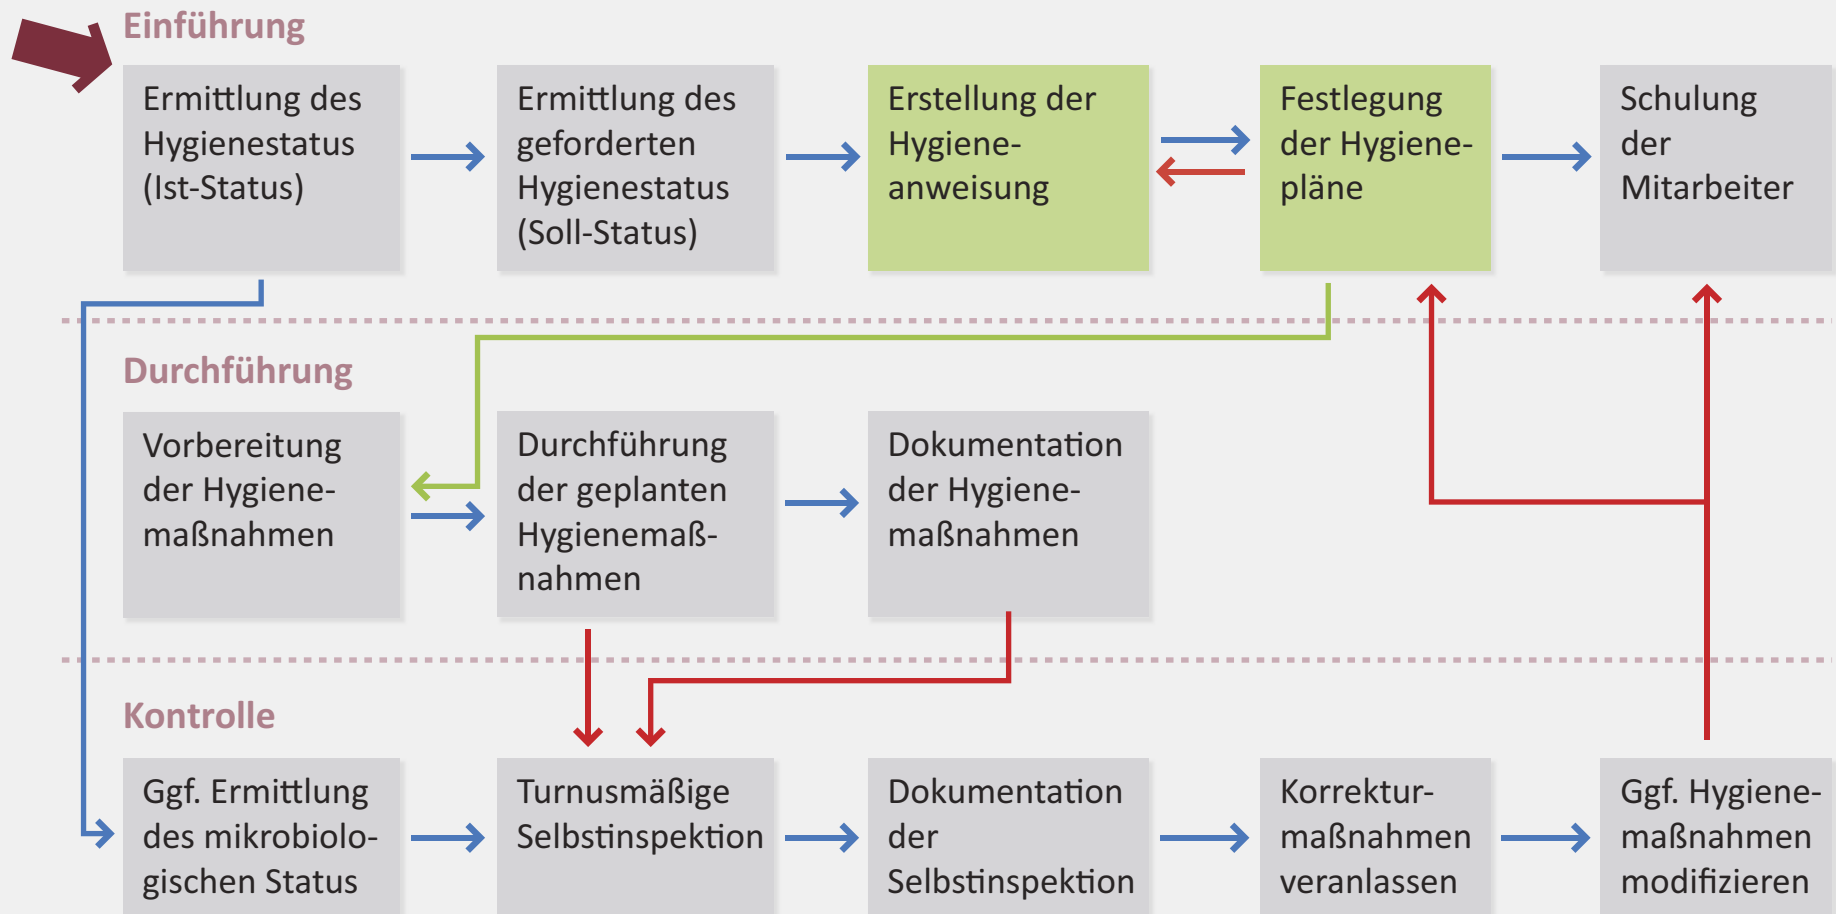 Einführung
Ermittlung des
Hygienestatus
(Ist-Status)
Ermittlung des
geforderten
Hygienestatus
(Soll-Status)
Erstellung der
Hygiene-
anweisung
Festlegung
der Hygiene-
pläne
Schulung
der
Mitarbeiter
Durchführung
Vorbereitung
der Hygiene-
maßnahmen
Durchführung
der geplanten
Hygienemaß-
nahmen
Dokumentation
der Hygiene-
maßnahmen
Kontrolle
Ggf. Ermittlung
des mikrobiolo-
gischen Status
Turnusmäßige
Selbstinspektion
Dokumentation
der
Selbstinspektion
Korrektur-
maßnahmen
veranlassen
Ggf. Hygiene-
maßnahmen
modifizieren